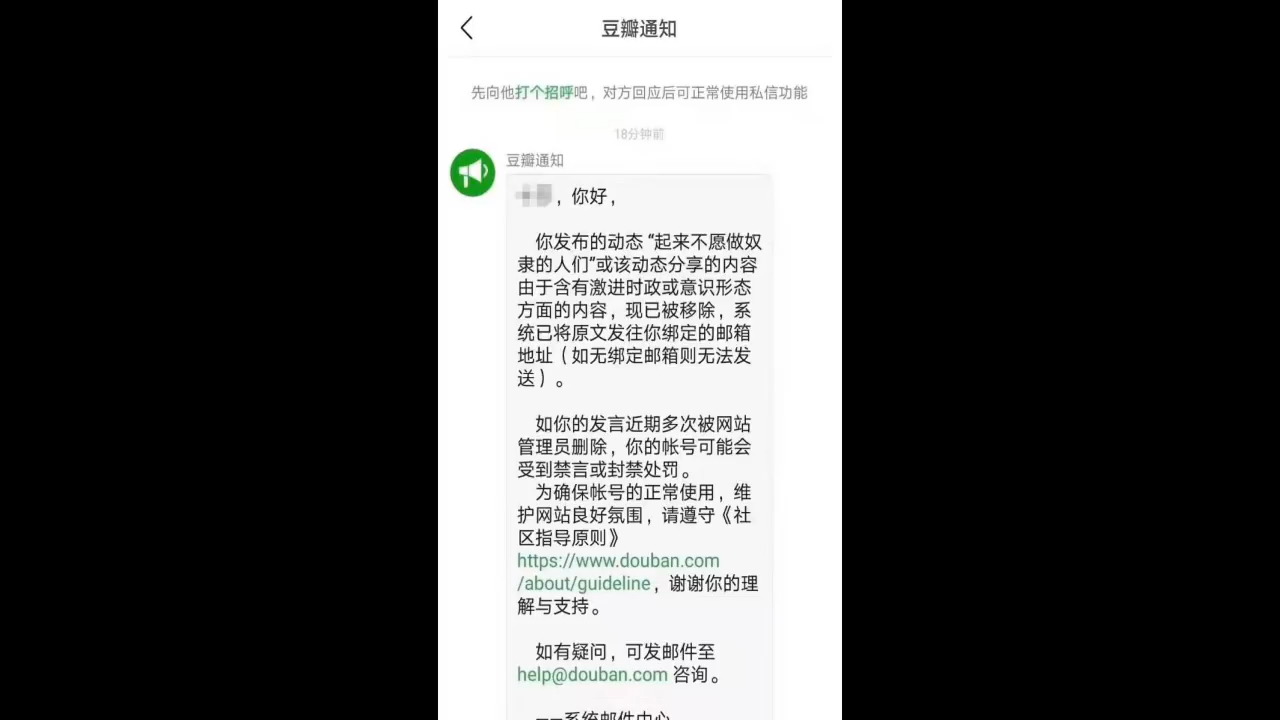 豆瓣通知
先向他打个招呼吧，对方回应后可正常使用私信功能
18分钟前
豆瓣通知
，你好，
你发布的动态“起来不愿做奴
隶的人们”或该动态分享的内容
由于含有激进时政或意识形态
方面的内容，现已被移除，系
统已将原文发往你绑定的邮箱
地址（如无绑定邮箱则无法发
送）。
如你的发言近期多次被网站
管理员删除，你的帐号可能会
受到禁言或封禁处罚。
为确保帐号的正常使用，维
护网站良好氛围，请遵守《社
区指导原则》
https://www.douban.com
/about/guideline，谢谢你的理
解与支持。
如有疑问，可发邮件至
help@douban.com 咨询。
——系统邮件中心